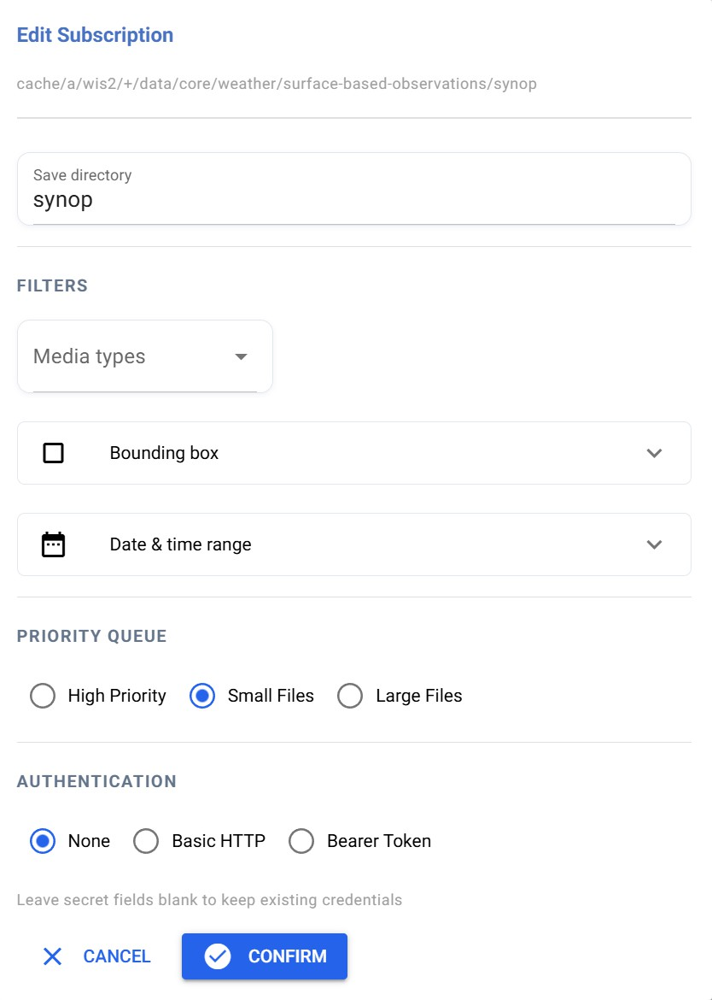 Edit Subscription
cache/a/wis2/+/data/core/weather/surface-based-observations/synop
Save directory
synop
FILTERS
Media types
Bounding box
Date & time range
PRIORITY QUEUE
High Priority Small Files Large Files
AUTHENTICATION
None Basic HTTP Bearer Token
Leave secret fields blank to keep existing credentials
CANCEL CONFIRM